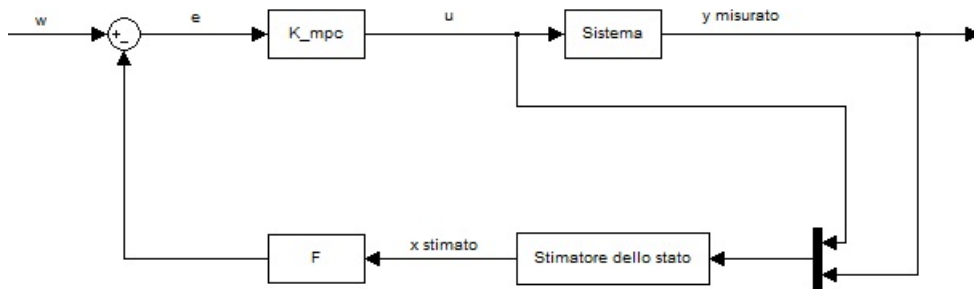 w
+
−
e
K_mpc
u
Sistema
y misurato
F
x stimato
Stimatore dello stato